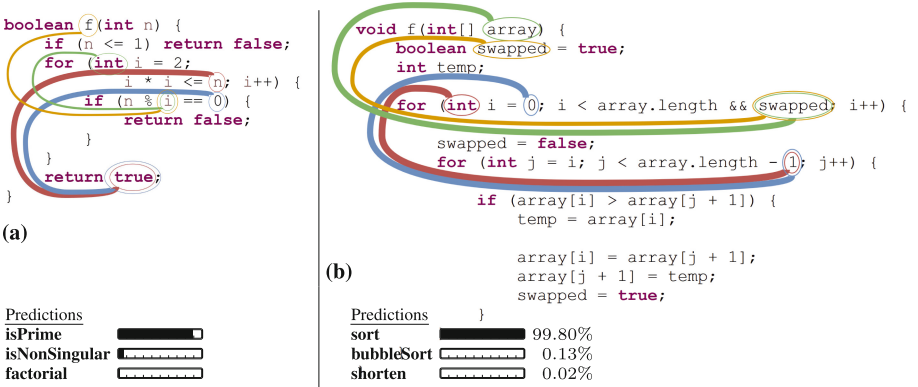 boolean f(int n) {
if (n <= 1) return false;
for (int i = 2;
i * i <= n; i++) {
if (n % i == 0) {
return false;
}
}
return true;
}
(a)
Predictions
isPrime
isNonSingular
factorial
void f(int[] array) {
boolean swapped = true;
int temp;
for (int i = 0; i < array.length && swapped; i++) {
swapped = false;
for (int j = i; j < array.length - 1; j++) {
if (array[i] > array[j + 1]) {
temp = array[i];
array[i] = array[j + 1];
array[j + 1] = temp;
swapped = true;
}
(b)
Predictions
sort 99.80%
bubbleSort 0.13%
shorten 0.02%